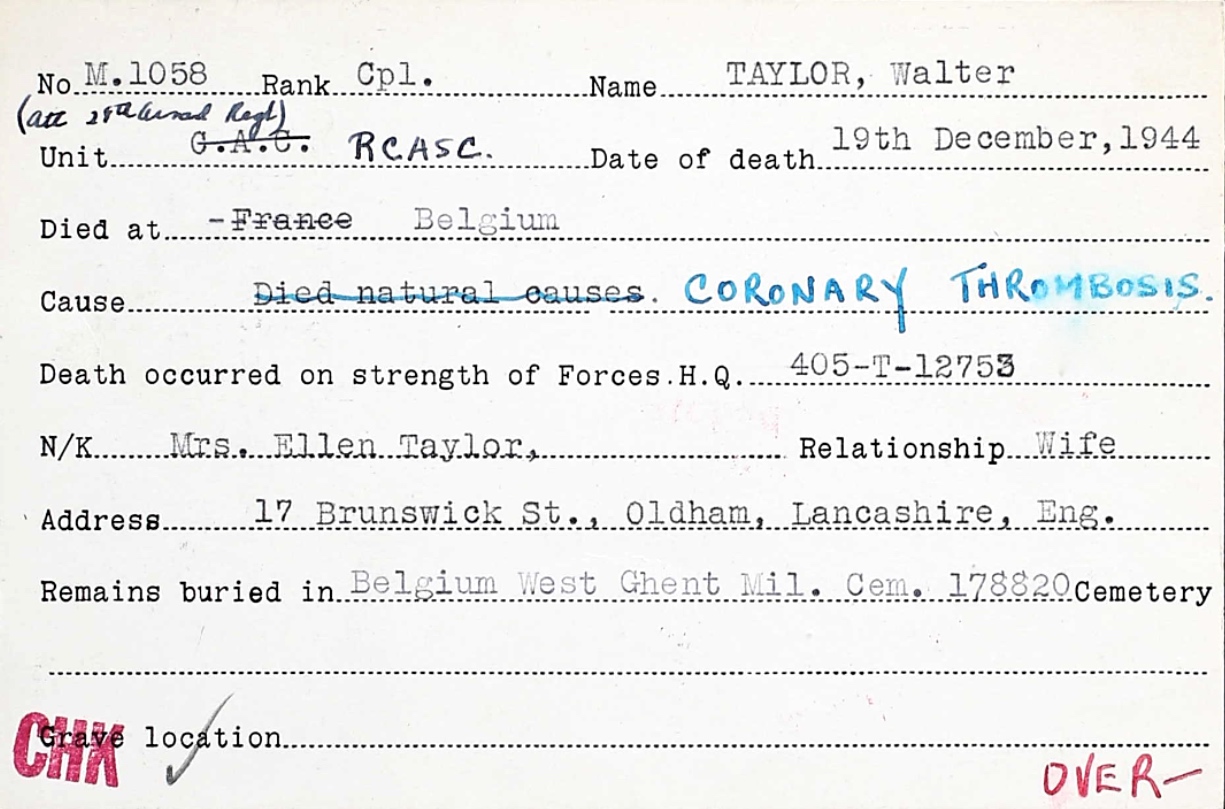 No M.1058 Rank Cpl. Name TAYLOR, Walter
(att 28th Armd Regt)
Unit G.A.C. RCASC. Date of death 19th December, 1944
Died at -France Belgium
Cause Died natural causes. CORONARY THROMBOSIS.
Death occurred on strength of Forces.H.Q. 405-T-12753
N/K Mrs. Ellen Taylor, Relationship Wife
Address 17 Brunswick St., Oldham, Lancashire, Eng.
Remains buried in Belgium West Ghent Mil. Cem. 178820 Cemetery
CHK Grave location
OVER-